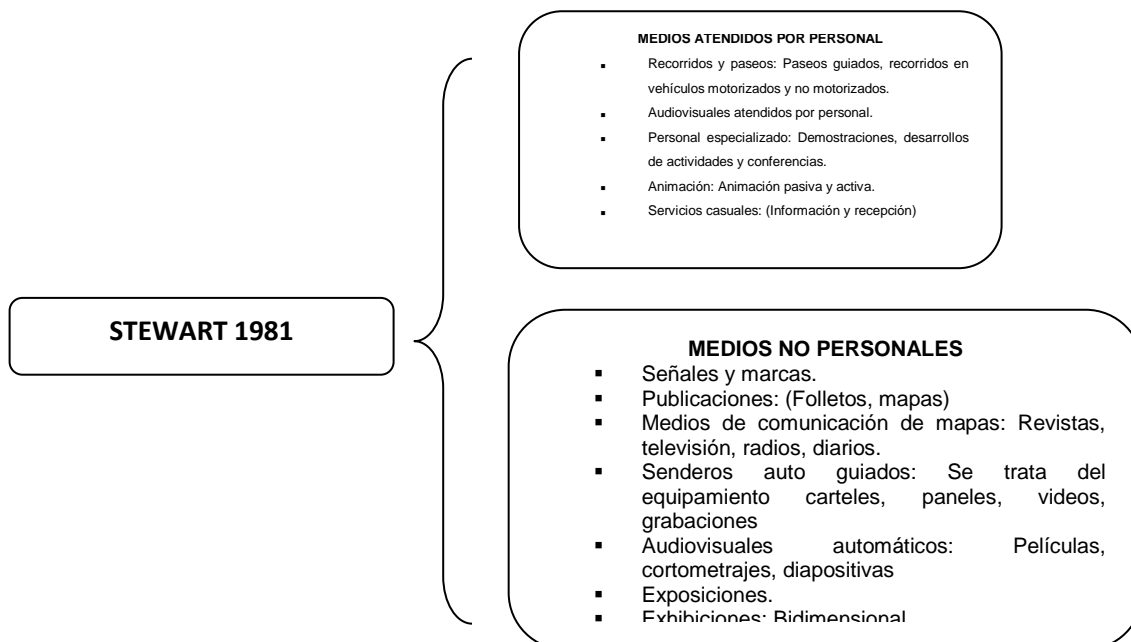 MEDIOS ATENDIDOS POR PERSONAL
▪ Recorridos y paseos: Paseos guiados, recorridos en
vehículos motorizados y no motorizados.
▪ Audiovisuales atendidos por personal.
▪ Personal especializado: Demostraciones, desarrollos
de actividades y conferencias.
▪ Animación: Animación pasiva y activa.
▪ Servicios casuales: (Información y recepción)
STEWART 1981
MEDIOS NO PERSONALES
▪ Señales y marcas.
▪ Publicaciones: (Folletos, mapas)
▪ Medios de comunicación de mapas: Revistas,
televisión, radios, diarios.
▪ Senderos auto guiados: Se trata del
equipamiento carteles, paneles, videos,
grabaciones
▪ Audiovisuales automáticos: Películas,
cortometrajes, diapositivas
▪ Exposiciones.
▪ Exhibiciones: Bidimensional